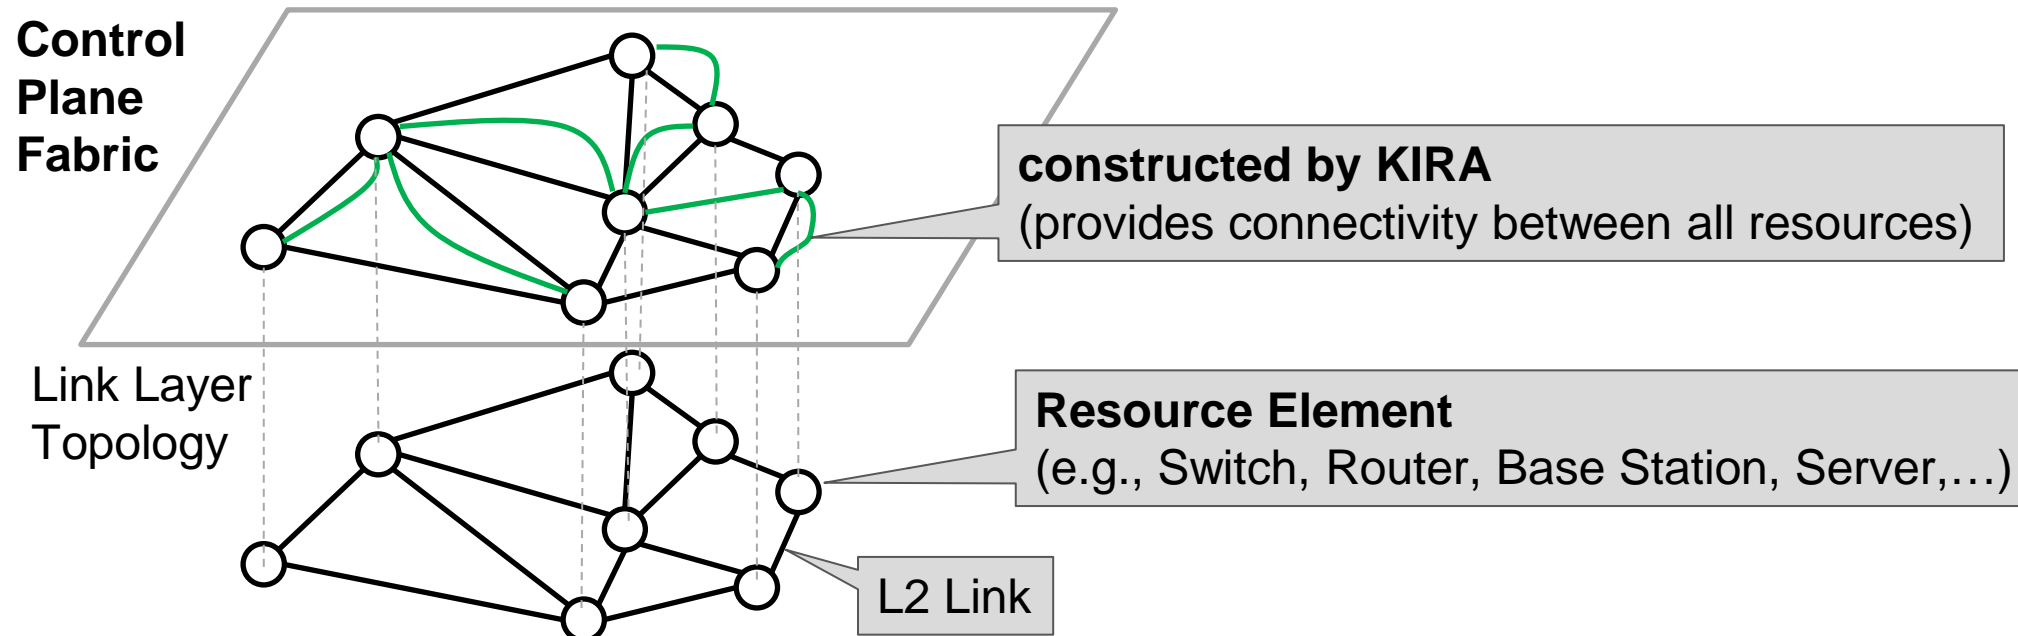 Control
Plane
Fabric
constructed by KIRA
(provides connectivity between all resources)
Link Layer
Topology
Resource Element
(e.g., Switch, Router, Base Station, Server,…)
L2 Link